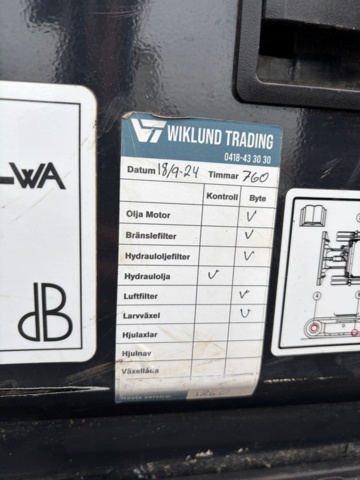 WIKLUND TRADING
0418-43 30 30
Datum 18/9-24 Timmar 760
Kontroll Byte
Olja Motor V
Bränslefilter V
Hydrauloljefilter V
Hydraulolja V
Luftfilter V
Larvväxel V
Hjulaxlar
Hjulnav
Växellåda
LWA
dB